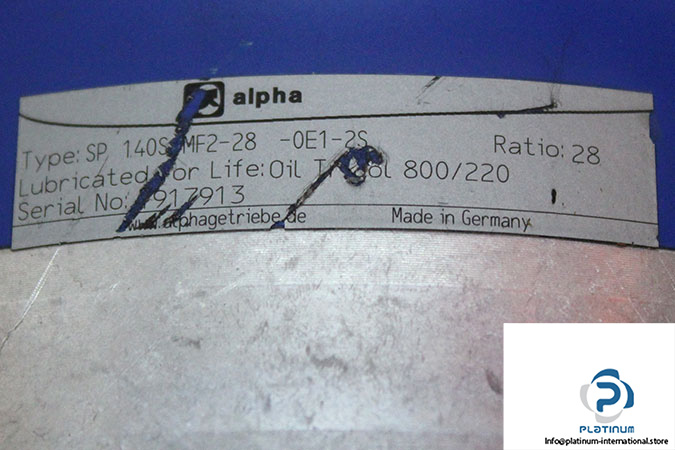 alpha
Type: SP 140S-MF2-28 -0E1-2S Ratio: 28
Lubricated for Life: Oil 800/220
Serial No:
www.alphagetriebe.de Made in Germany
PLATINUM
Info@platinum-international.store